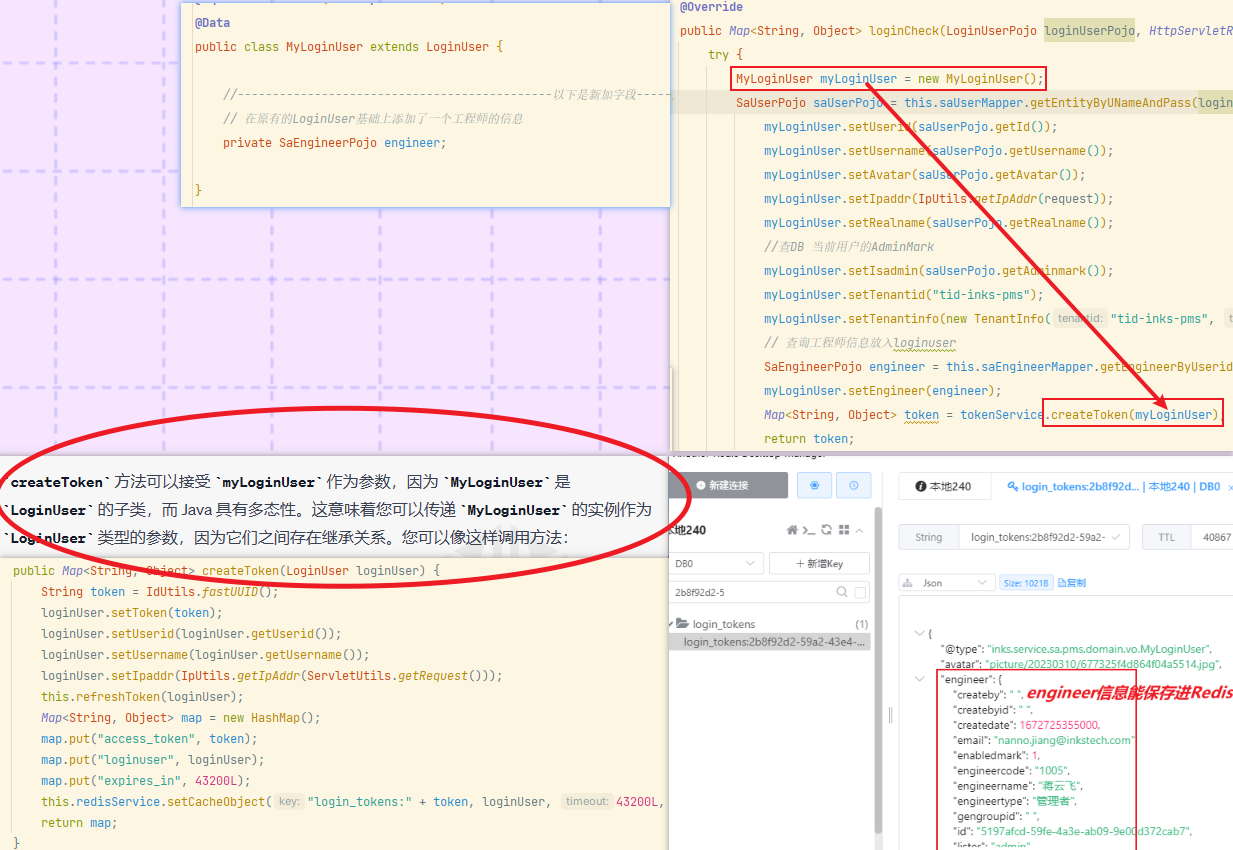 @Data
public class MyLoginUser extends LoginUser {
//---------------------------------------------以下是新加字段-----
// 在原有的LoginUser基础上添加了一个工程师的信息
private SaEngineerPojo engineer;
}
@Override
public Map<String, Object> loginCheck(LoginUserPojo loginUserPojo, HttpServletR
try {
MyLoginUser myLoginUser = new MyLoginUser();
SaUserPojo saUserPojo = this.saUserMapper.getEntityByUNameAndPass(login
myLoginUser.setUserid(saUserPojo.getId());
myLoginUser.setUsername(saUserPojo.getUsername());
myLoginUser.setAvatar(saUserPojo.getAvatar());
myLoginUser.setIpaddr(IpUtils.getIpAddr(request));
myLoginUser.setRealname(saUserPojo.getRealname());
//查DB 当前用户的AdminMark
myLoginUser.setIsadmin(saUserPojo.getAdminmark());
myLoginUser.setTenantid("tid-inks-pms");
myLoginUser.setTenantinfo(new TenantInfo( tenantid: "tid-inks-pms",
// 查询工程师信息放入loginuser
SaEngineerPojo engineer = this.saEngineerMapper.getEngineerByUserid
myLoginUser.setEngineer(engineer);
Map<String, Object> token = tokenService.createToken(myLoginUser)
return token;
`createToken` 方法可以接受 `myLoginUser` 作为参数，因为 `MyLoginUser` 是
`LoginUser` 的子类，而 Java 具有多态性。这意味着您可以传递 `MyLoginUser` 的实例作为
`LoginUser` 类型的参数，因为它们之间存在继承关系。您可以像这样调用方法：
public Map<String, Object> createToken(LoginUser loginUser) {
String token = IdUtils.fastUUID();
loginUser.setToken(token);
loginUser.setUserid(loginUser.getUserid());
loginUser.setUsername(loginUser.getUsername());
loginUser.setIpaddr(IpUtils.getIpAddr(ServletUtils.getRequest()));
this.refreshToken(loginUser);
Map<String, Object> map = new HashMap();
map.put("access_token", token);
map.put("loginuser", loginUser);
map.put("expires_in", 43200L);
this.redisService.setCacheObject( key: "login_tokens:" + token, loginUser, timeout: 43200L,
return map;
}
新建连接
本地240
DB0
新增Key
2b8f92d2-5
login_tokens (1)
login_tokens:2b8f92d2-59a2-43e4-...
本地240
login_tokens:2b8f92d... | 本地240 | DB0
String login_tokens:2b8f92d2-59a2- TTL 40867
Json Size: 1021B 复制
{
"@type": "inks.service.sa.pms.domain.vo.MyLoginUser",
"avatar": "picture/20230310/677325f4d864f04a5514.jpg",
"engineer": {
engineer信息能保存进Redis
"createby": " ",
"createbyid": " ",
"createdate": 1672725355000,
"email": "nanno.jiang@inkstech.com"
"enabledmark": 1,
"engineercode": "1005",
"engineername": "蒋云飞",
"engineertype": "管理者",
"gengroupid": " ",
"id": "5197afcd-59fe-4a3e-ab09-9e00d372cab7",
"lister": "admin"